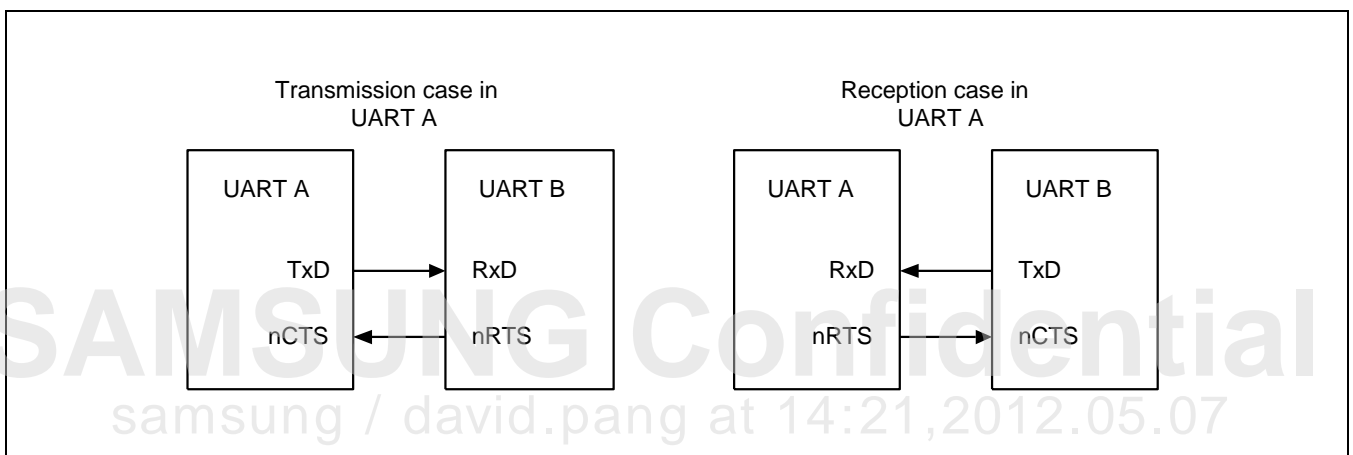 Transmission case in
UART A
Reception case in
UART A
UART A
UART B
TxD
RxD
nCTS
nRTS
UART A
UART B
RxD
TxD
nRTS
nCTS
SAMSUNG Confidential
samsung / david.pang at 14:21,2012.05.07